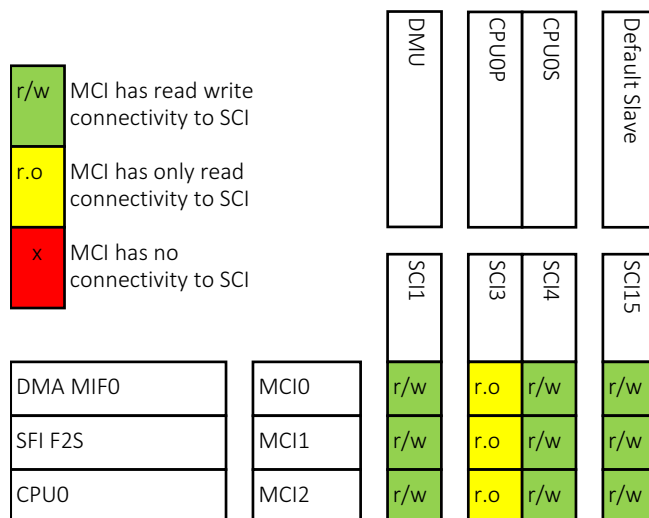 DMU
CPU0P
CPU0S
Default Slave
r/w MCI has read write
connectivity to SCI
r.o MCI has only read
connectivity to SCI
x MCI has no
connectivity to SCI
SCI1
SCI3
SCI4
SCI15
DMA MIF0 MCI0 r/w r.o r/w r/w
SFI F2S MCI1 r/w r.o r/w r/w
CPU0 MCI2 r/w r.o r/w r/w